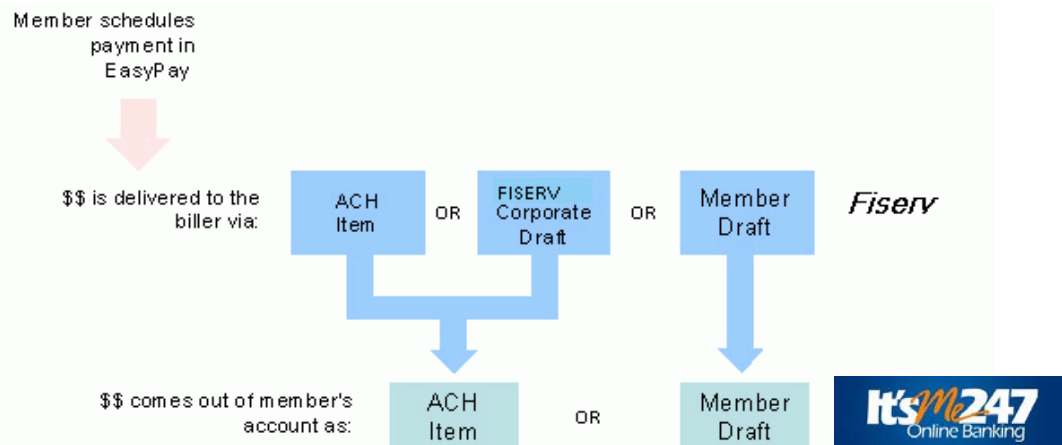 Member schedules
payment in
EasyPay
$$ is delivered to the
biller via:
ACH
Item
OR
FISERV
Corporate
Draft
OR
Member
Draft
Fiserv
$$ comes out of member's
account as:
ACH
Item
OR
Member
Draft
It'sMe247
Online Banking